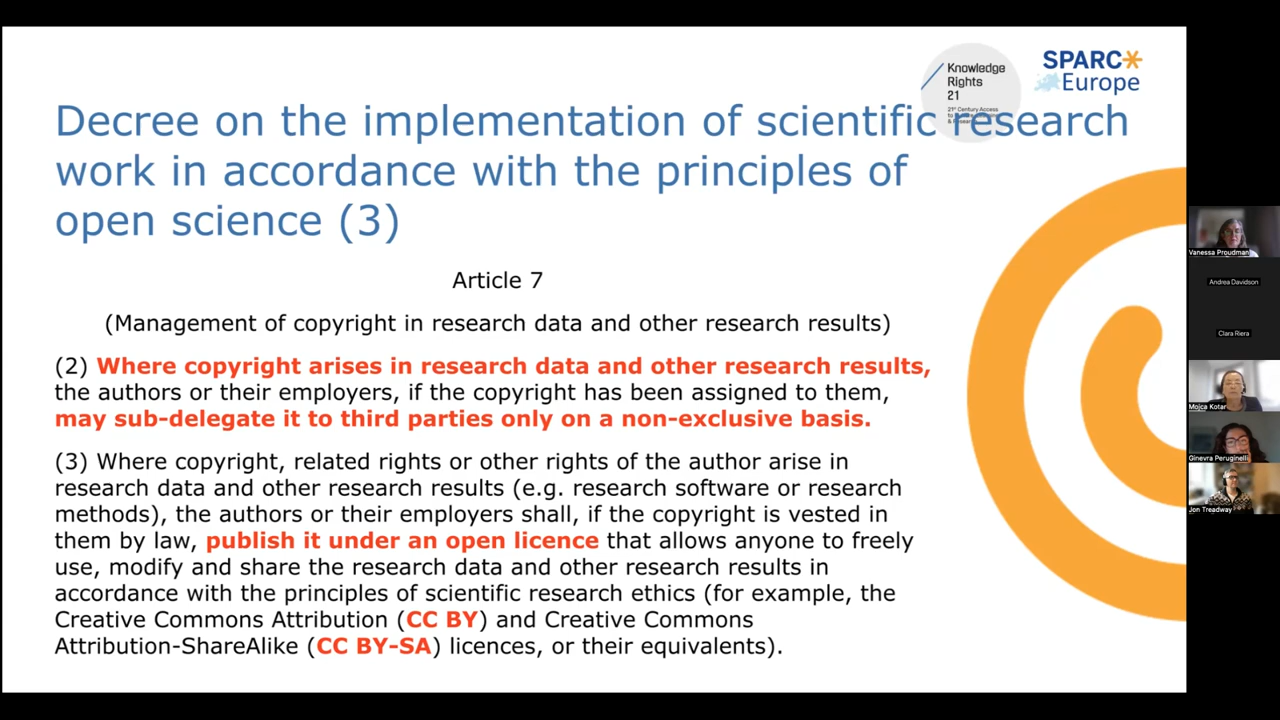 Knowledge
Rights
21
21st Century Access
SPARC
Europe
Decree on the implementation of scientific research
work in accordance with the principles of
open science (3)
Article 7
(Management of copyright in research data and other research results)
(2) Where copyright arises in research data and other research results,
the authors or their employers, if the copyright has been assigned to them,
may sub-delegate it to third parties only on a non-exclusive basis.
(3) Where copyright, related rights or other rights of the author arise in
research data and other research results (e.g. research software or research
methods), the authors or their employers shall, if the copyright is vested in
them by law, publish it under an open licence that allows anyone to freely
use, modify and share the research data and other research results in
accordance with the principles of scientific research ethics (for example, the
Creative Commons Attribution (CC BY) and Creative Commons
Attribution-ShareAlike (CC BY-SA) licences, or their equivalents).
Vanessa Proudman
Andrea Davidson
Clara Riera
Mojca Kotar
Ginevra Peruginelli
Jon Treadway